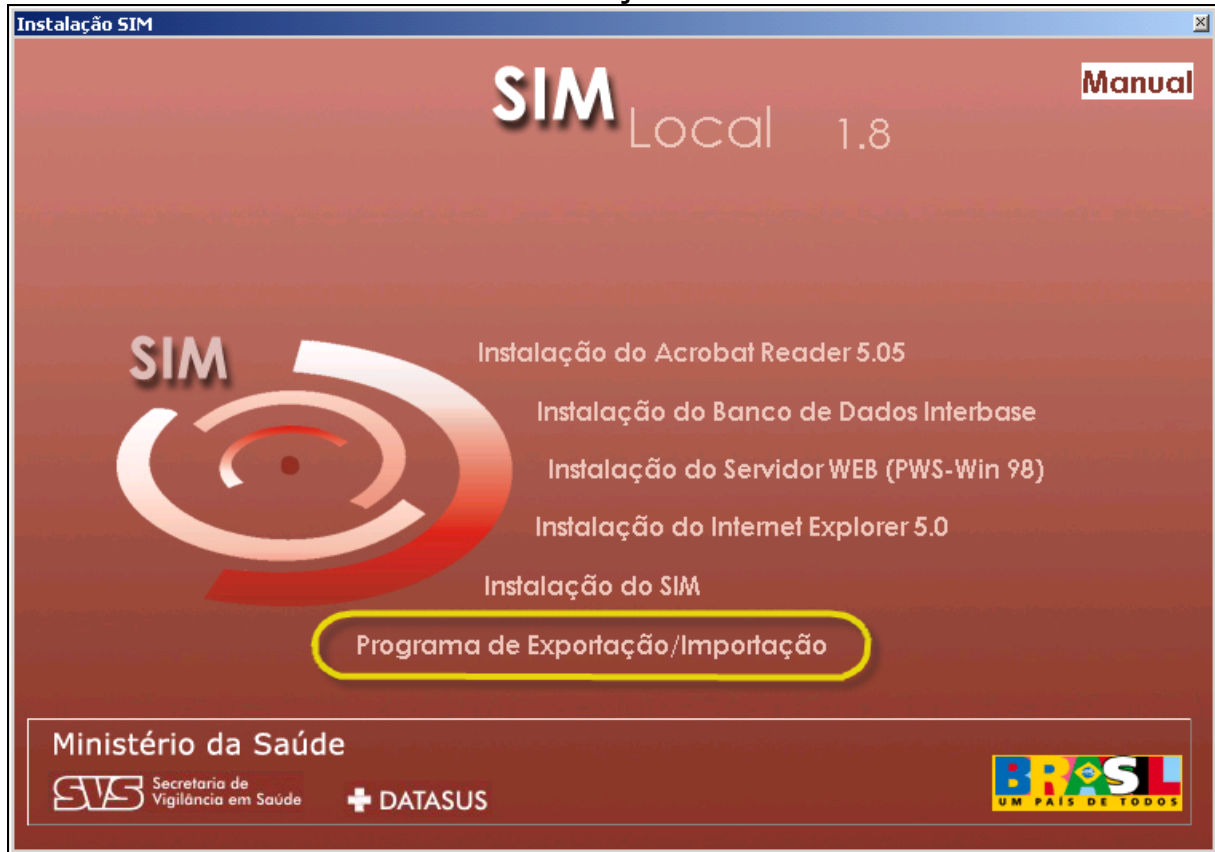 Instalação SIM
SIM
Local 1.8
Manual
SIM
Instalação do Acrobat Reader 5.05
Instalação do Banco de Dados Interbase
Instalação do Servidor WEB (PWS-Win 98)
Instalação do Internet Explorer 5.0
Instalação do SIM
Programa de Exportação/Importação
Ministério da Saúde
SVS Secretaria de
Vigilância em Saúde
DATASUS
BRASIL
UM PAÍS DE TODOS